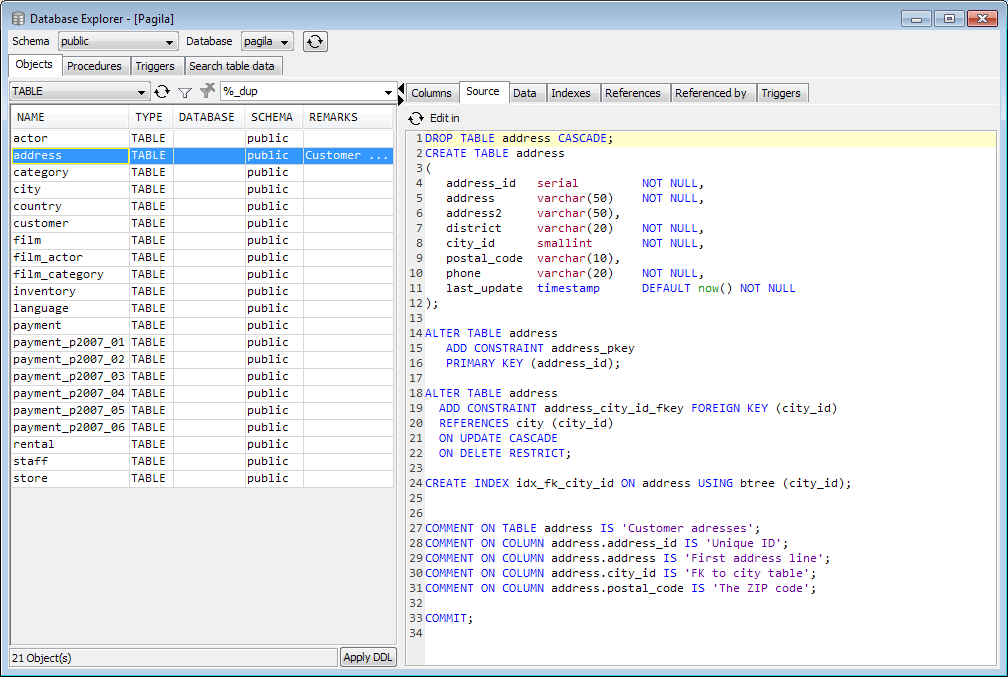 Database Explorer - [Pagila]
Schema public Database pagila
Objects Procedures Triggers Search table data
TABLE %_dup
NAME TYPE DATABASE SCHEMA REMARKS
actor TABLE public
address TABLE public Customer ...
category TABLE public
city TABLE public
country TABLE public
customer TABLE public
film TABLE public
film_actor TABLE public
film_category TABLE public
inventory TABLE public
language TABLE public
payment TABLE public
payment_p2007_01 TABLE public
payment_p2007_02 TABLE public
payment_p2007_03 TABLE public
payment_p2007_04 TABLE public
payment_p2007_05 TABLE public
payment_p2007_06 TABLE public
rental TABLE public
staff TABLE public
store TABLE public
21 Object(s) Apply DDL
Columns Source Data Indexes References Referenced by Triggers
Edit in
1 DROP TABLE address CASCADE;
2 CREATE TABLE address
3 (
4 address_id serial NOT NULL,
5 address varchar(50) NOT NULL,
6 address2 varchar(50),
7 district varchar(20) NOT NULL,
8 city_id smallint NOT NULL,
9 postal_code varchar(10),
10 phone varchar(20) NOT NULL,
11 last_update timestamp DEFAULT now() NOT NULL
12 );
13
14 ALTER TABLE address
15 ADD CONSTRAINT address_pkey
16 PRIMARY KEY (address_id);
17
18 ALTER TABLE address
19 ADD CONSTRAINT address_city_id_fkey FOREIGN KEY (city_id)
20 REFERENCES city (city_id)
21 ON UPDATE CASCADE
22 ON DELETE RESTRICT;
23
24 CREATE INDEX idx_fk_city_id ON address USING btree (city_id);
25
26
27 COMMENT ON TABLE address IS 'Customer adresses';
28 COMMENT ON COLUMN address.address_id IS 'Unique ID';
29 COMMENT ON COLUMN address.address IS 'First address line';
30 COMMENT ON COLUMN address.city_id IS 'FK to city table';
31 COMMENT ON COLUMN address.postal_code IS 'The ZIP code';
32
33 COMMIT;
34